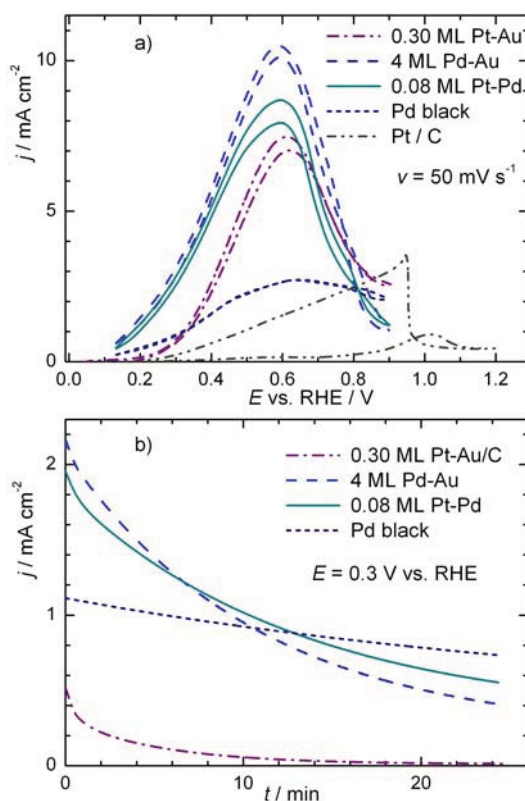 a)
0.30 ML Pt-Au
4 ML Pd-Au
0.08 ML Pt-Pd
Pd black
Pt / C
v = 50 mV s⁻¹
j / mA cm⁻²
10
5
0
0.0 0.2 0.4 0.6 0.8 1.0 1.2
E vs. RHE / V
b)
0.30 ML Pt-Au/C
4 ML Pd-Au
0.08 ML Pt-Pd
Pd black
E = 0.3 V vs. RHE
j / mA cm⁻²
2
1
0
0 10 20
t / min